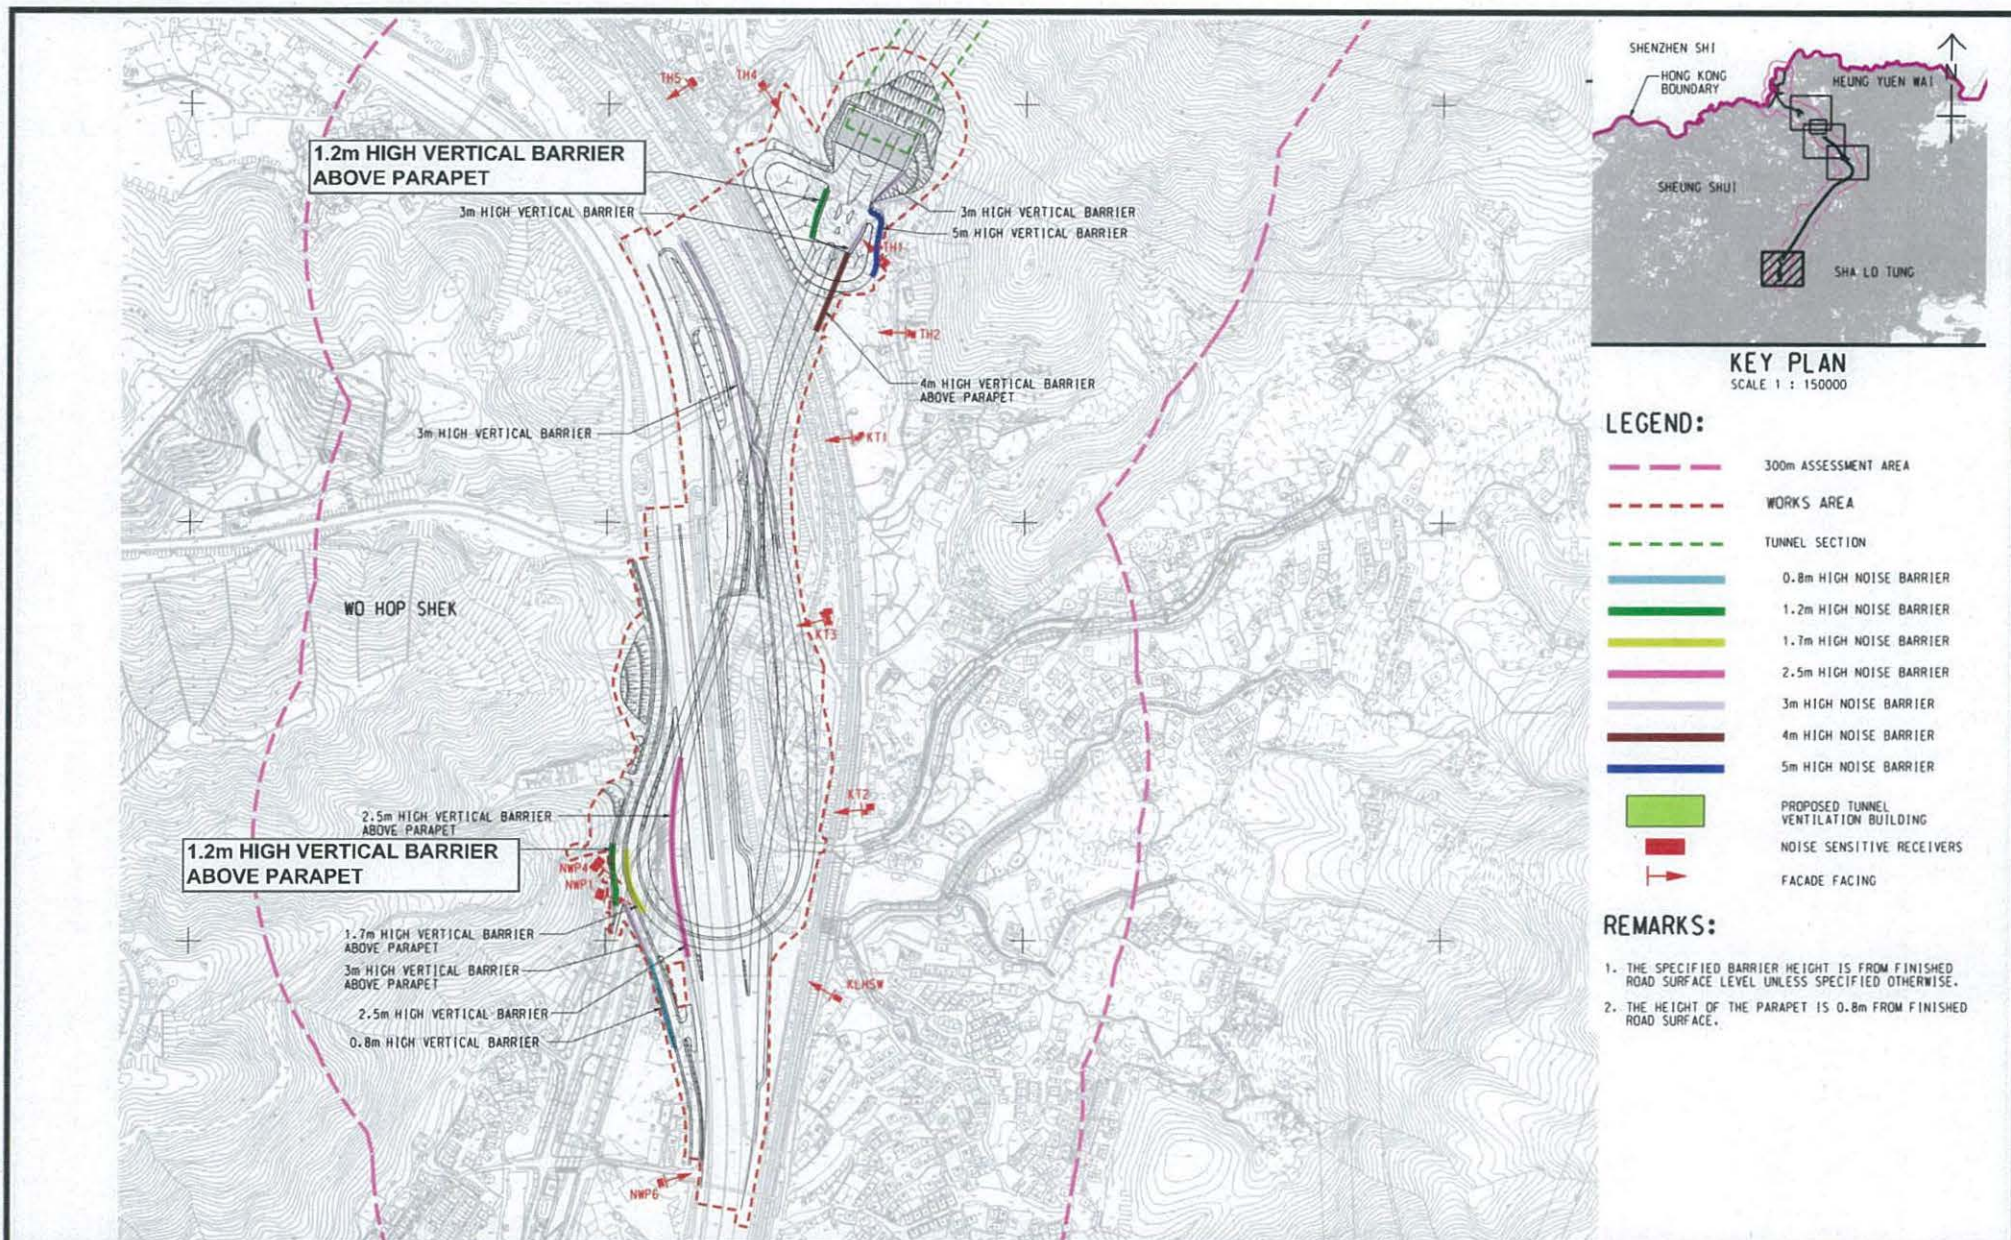 TH5
TH4
1.2m HIGH VERTICAL BARRIER
ABOVE PARAPET
3m HIGH VERTICAL BARRIER
3m HIGH VERTICAL BARRIER
5m HIGH VERTICAL BARRIER
TH1
TH2
4m HIGH VERTICAL BARRIER
ABOVE PARAPET
3m HIGH VERTICAL BARRIER
KT1
WO HOP SHEK
KT3
2.5m HIGH VERTICAL BARRIER
ABOVE PARAPET
KT2
1.2m HIGH VERTICAL BARRIER
ABOVE PARAPET
NWP4
NWP1
1.7m HIGH VERTICAL BARRIER
ABOVE PARAPET
3m HIGH VERTICAL BARRIER
ABOVE PARAPET
2.5m HIGH VERTICAL BARRIER
KLHSW
0.8m HIGH VERTICAL BARRIER
NWP6
SHENZHEN SHI
HONG KONG
BOUNDARY
HEUNG YUEN WAI
N
SHEUNG SHUI
SHA LO TUNG
KEY PLAN
SCALE 1 : 150000
LEGEND:
300m ASSESSMENT AREA
WORKS AREA
TUNNEL SECTION
0.8m HIGH NOISE BARRIER
1.2m HIGH NOISE BARRIER
1.7m HIGH NOISE BARRIER
2.5m HIGH NOISE BARRIER
3m HIGH NOISE BARRIER
4m HIGH NOISE BARRIER
5m HIGH NOISE BARRIER
PROPOSED TUNNEL
VENTILATION BUILDING
NOISE SENSITIVE RECEIVERS
FACADE FACING
REMARKS:
1. THE SPECIFIED BARRIER HEIGHT IS FROM FINISHED
ROAD SURFACE LEVEL UNLESS SPECIFIED OTHERWISE.
2. THE HEIGHT OF THE PARAPET IS 0.8m FROM FINISHED
ROAD SURFACE.